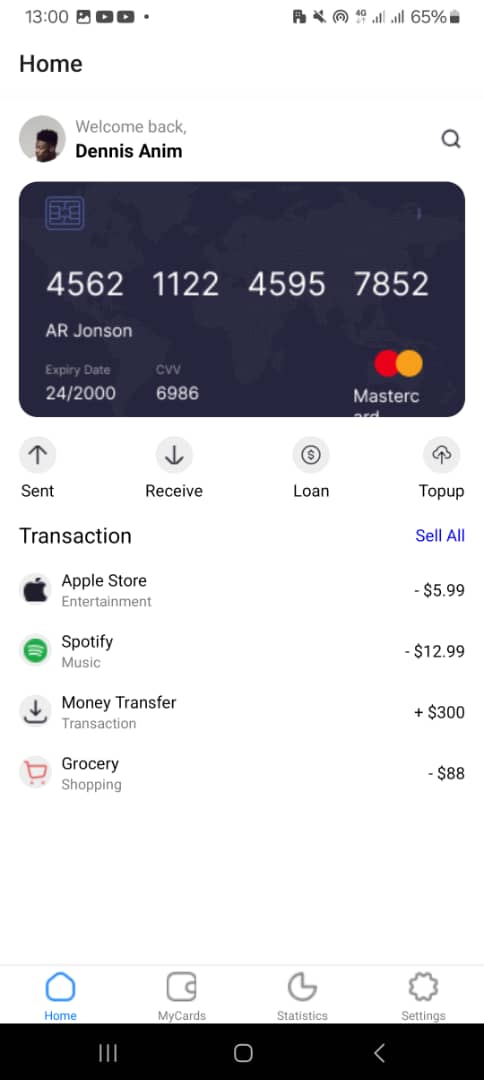 13:00 4G 65%
Home
Welcome back,
Dennis Anim
4562 1122 4595 7852
AR Jonson
Expiry Date CVV
24/2000 6986
Masterc
ard
Sent Receive Loan Topup
Transaction Sell All
Apple Store
Entertainment
- $5.99
Spotify
Music
- $12.99
Money Transfer
Transaction
+ $300
Grocery
Shopping
- $88
Home MyCards Statistics Settings